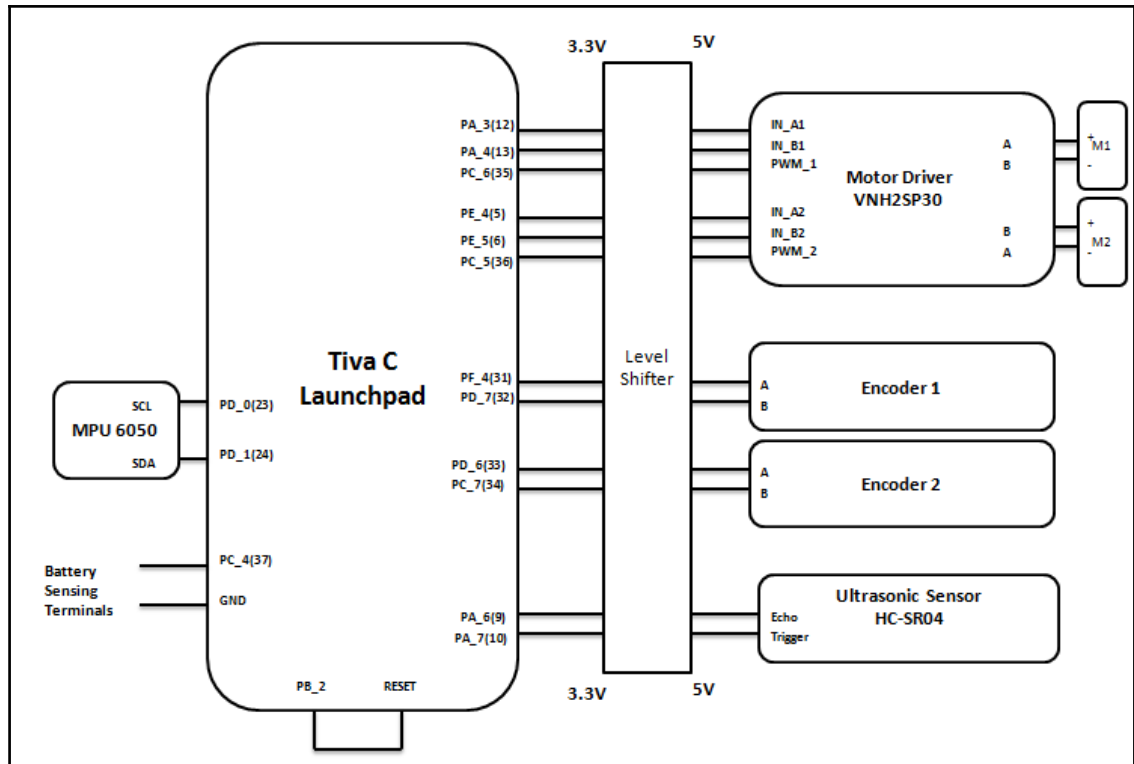 3.3V
5V
PA_3(12)
PA_4(13)
PC_6(35)
PE_4(5)
PE_5(6)
PC_5(36)
IN_A1
IN_B1
PWM_1
IN_A2
IN_B2
PWM_2
Motor Driver
VNH2SP30
A
B
B
A
+
M1
-
+
M2
-
Tiva C
Launchpad
Level
Shifter
PF_4(31)
PD_7(32)
A
B
Encoder 1
SCL
MPU 6050
SDA
PD_0(23)
PD_1(24)
PD_6(33)
PC_7(34)
A
B
Encoder 2
Battery
Sensing
Terminals
PC_4(37)
GND
PA_6(9)
PA_7(10)
Ultrasonic Sensor
HC-SR04
Echo
Trigger
PB_2
RESET
3.3V
5V